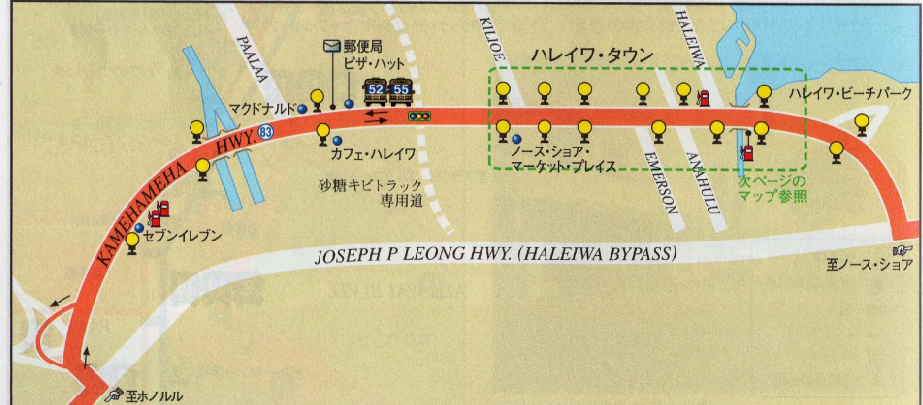 PAALAA
郵便局
ピザ・ハット
52
55
マクドナルド
KAMEHAMEHA HWY.
83
カフェ・ハレイワ
砂糖キビトラック
専用道
セブンイレブン
KILIOE
ハレイワ・タウン
HALEIWA
ハレイワ・ビーチパーク
ノース・ショア・
マーケット・プレイス
EMERSON
ANAHULU
次ページの
マップ参照
JOSEPH P LEONG HWY. (HALEIWA BYPASS)
至ノース・ショア
至ホノルル